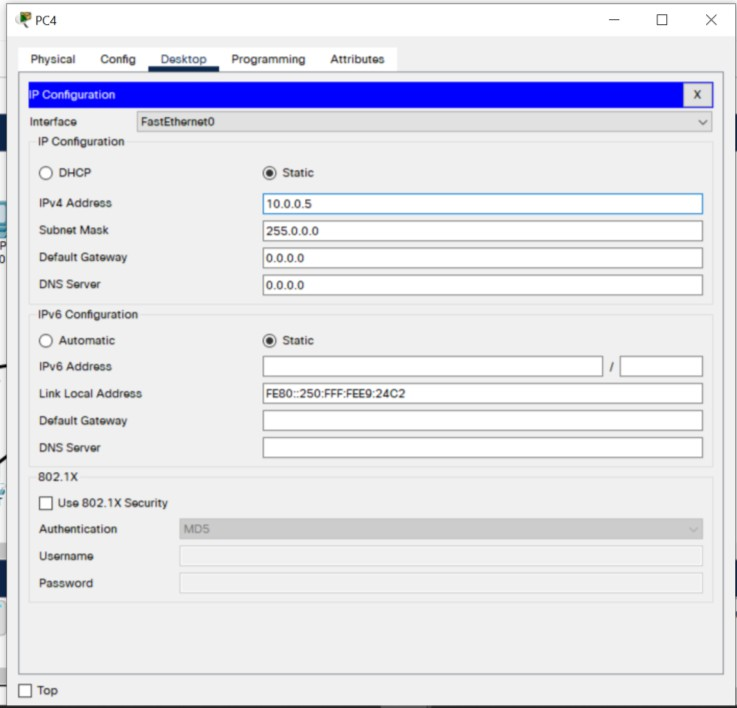 PC4
Physical Config Desktop Programming Attributes
IP Configuration X
Interface FastEthernet0
IP Configuration
DHCP Static
IPv4 Address 10.0.0.5
Subnet Mask 255.0.0.0
Default Gateway 0.0.0.0
DNS Server 0.0.0.0
IPv6 Configuration
Automatic Static
IPv6 Address /
Link Local Address FE80::250:FFF:FEE9:24C2
Default Gateway
DNS Server
802.1X
Use 802.1X Security
Authentication MD5
Username
Password
Top